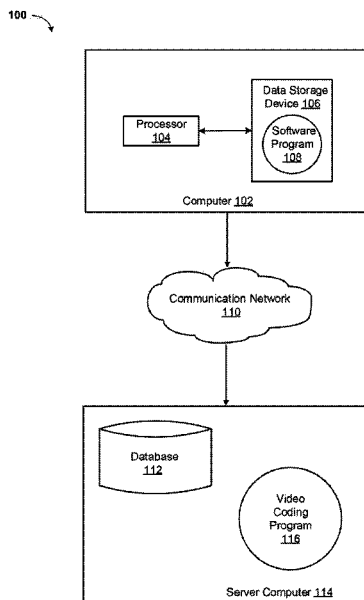 100
Data Storage
Device 106
Processor
104
Software
Program
108
Computer 102
Communication Network
110
Database
112
Video
Coding
Program
116
Server Computer 114